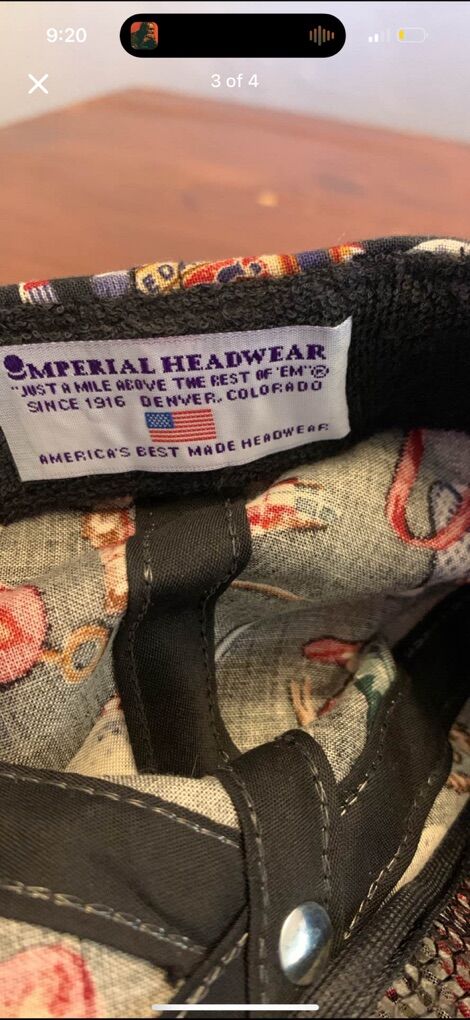 9:20
3 of 4
IMPERIAL HEADWEAR
"JUST A MILE ABOVE THE REST OF 'EM"®
SINCE 1916 DENVER, COLORADO
AMERICA'S BEST MADE HEADWEAR